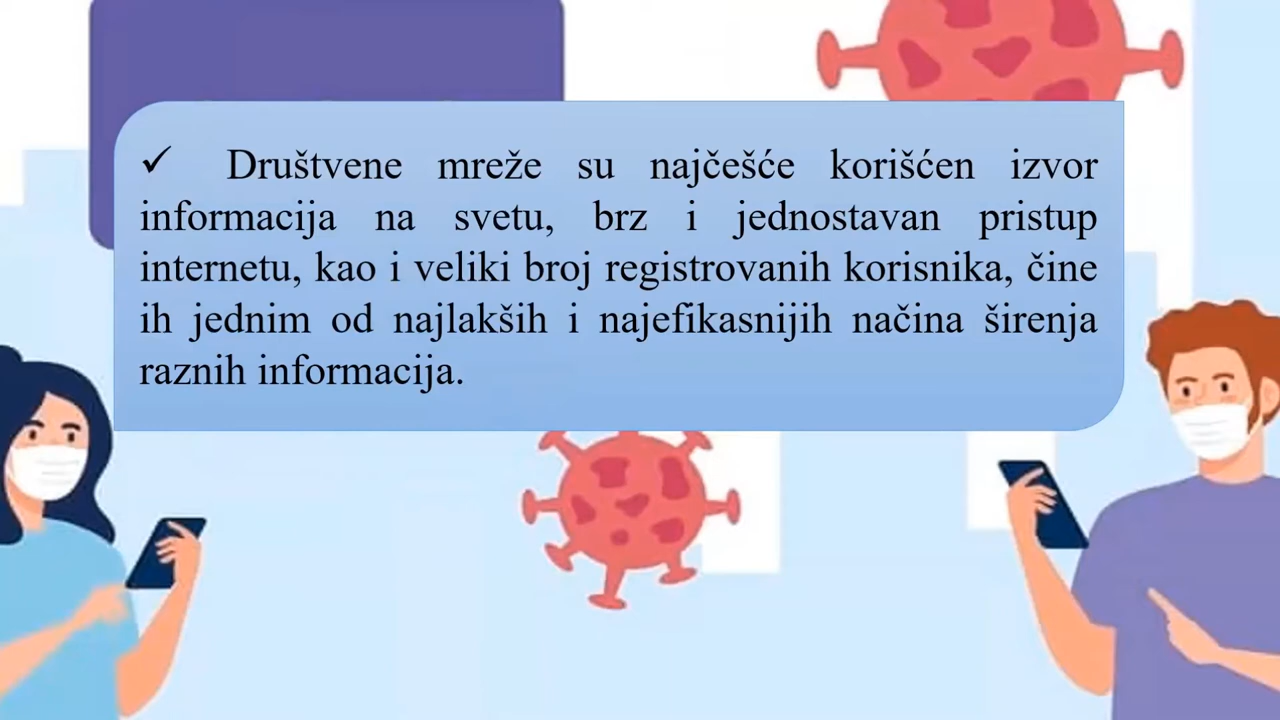 ✓ Društvene mreže su najčešće korišćen izvor
informacija na svetu, brz i jednostavan pristup
internetu, kao i veliki broj registrovanih korisnika, čine
ih jednim od najlakših i najefikasnijih načina širenja
raznih informacija.